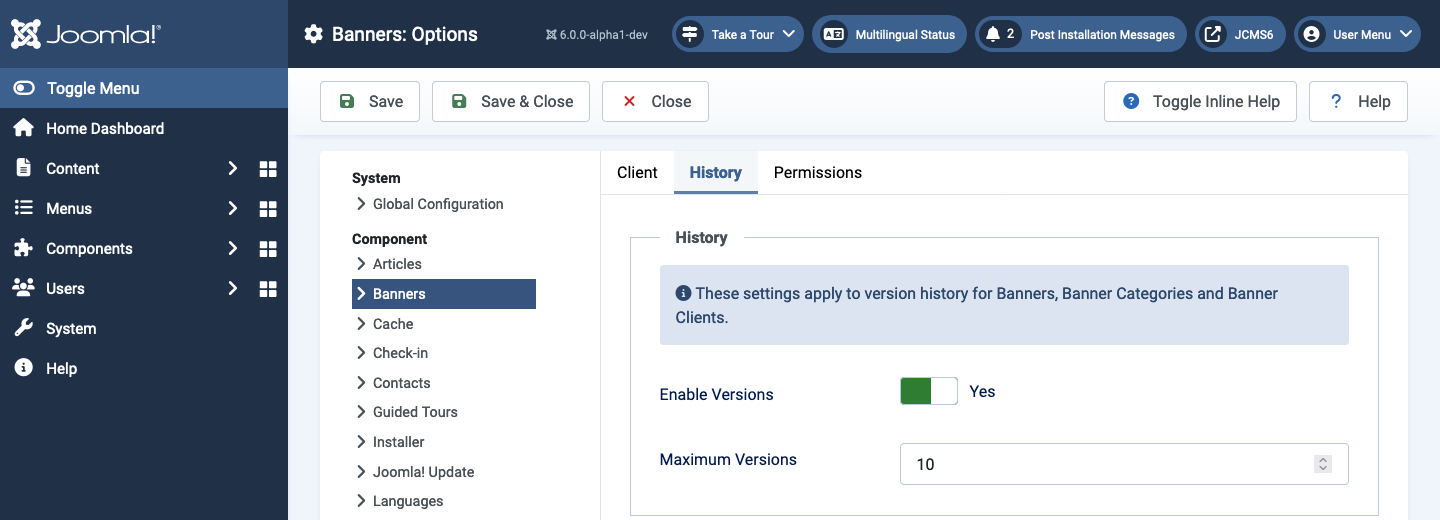 Joomla!®
Banners: Options
6.0.0-alpha1-dev
Take a Tour
Multilingual Status
2 Post Installation Messages
JCMS6
User Menu
Toggle Menu
Home Dashboard
Content
Menus
Components
Users
System
Help
Save
Save & Close
Close
Toggle Inline Help
Help
System
Global Configuration
Component
Articles
Banners
Cache
Check-in
Contacts
Guided Tours
Installer
Joomla! Update
Languages
Client
History
Permissions
History
These settings apply to version history for Banners, Banner Categories and Banner
Clients.
Enable Versions
Yes
Maximum Versions
10